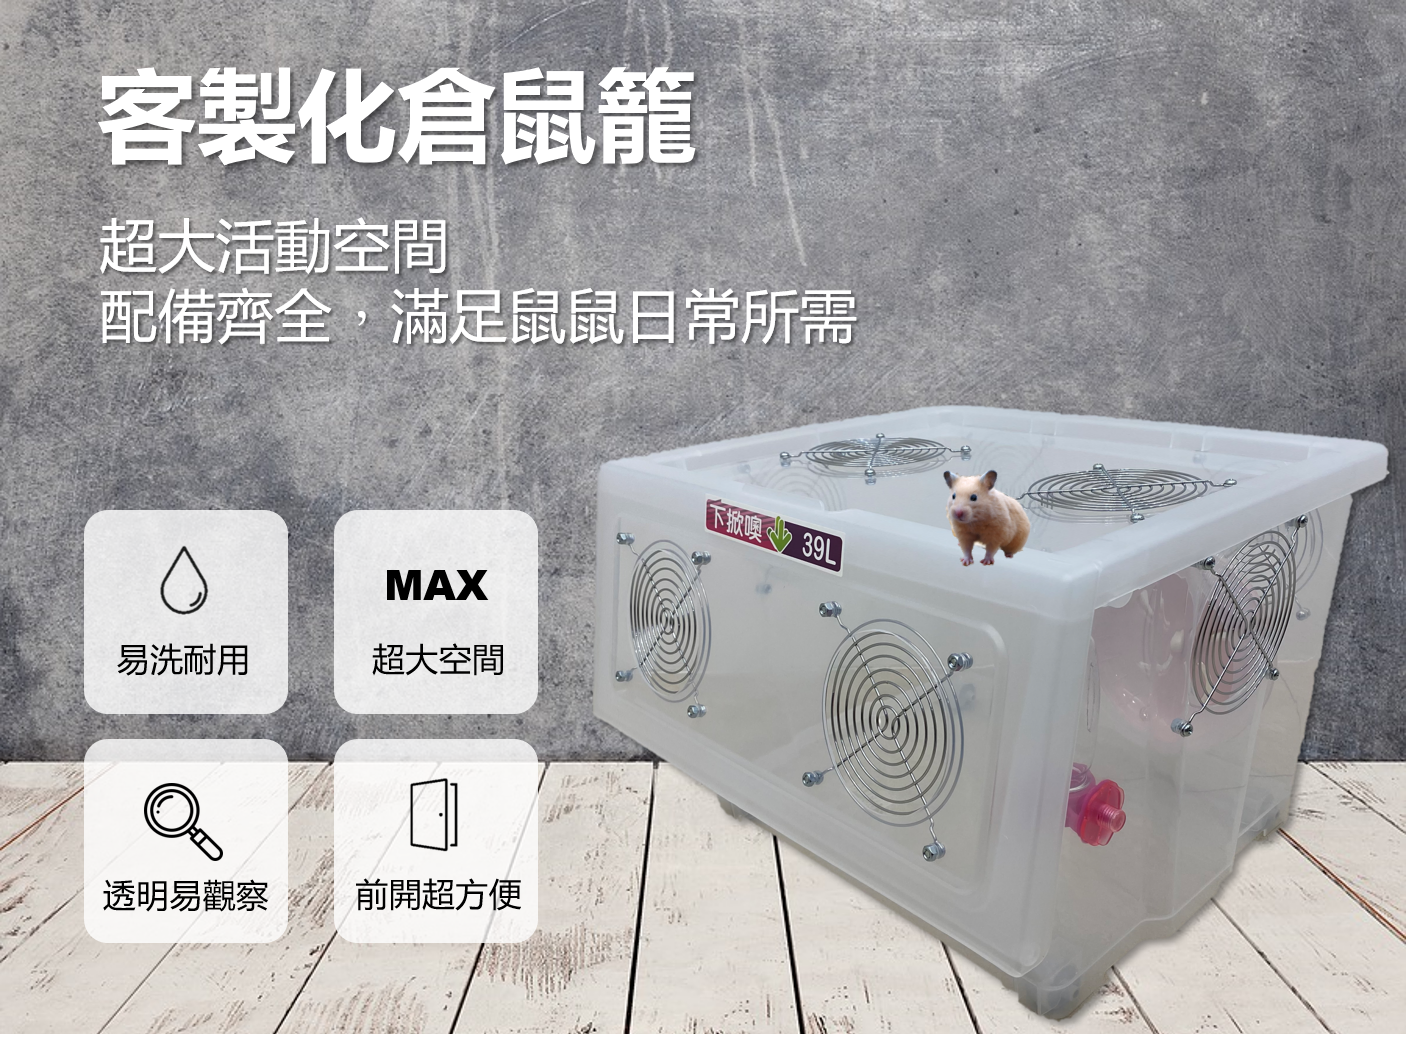 客製化倉鼠籠
超大活動空間
配備齊全，滿足鼠鼠日常所需
下掀噢 39L
易洗耐用
MAX
超大空間
透明易觀察
前開超方便